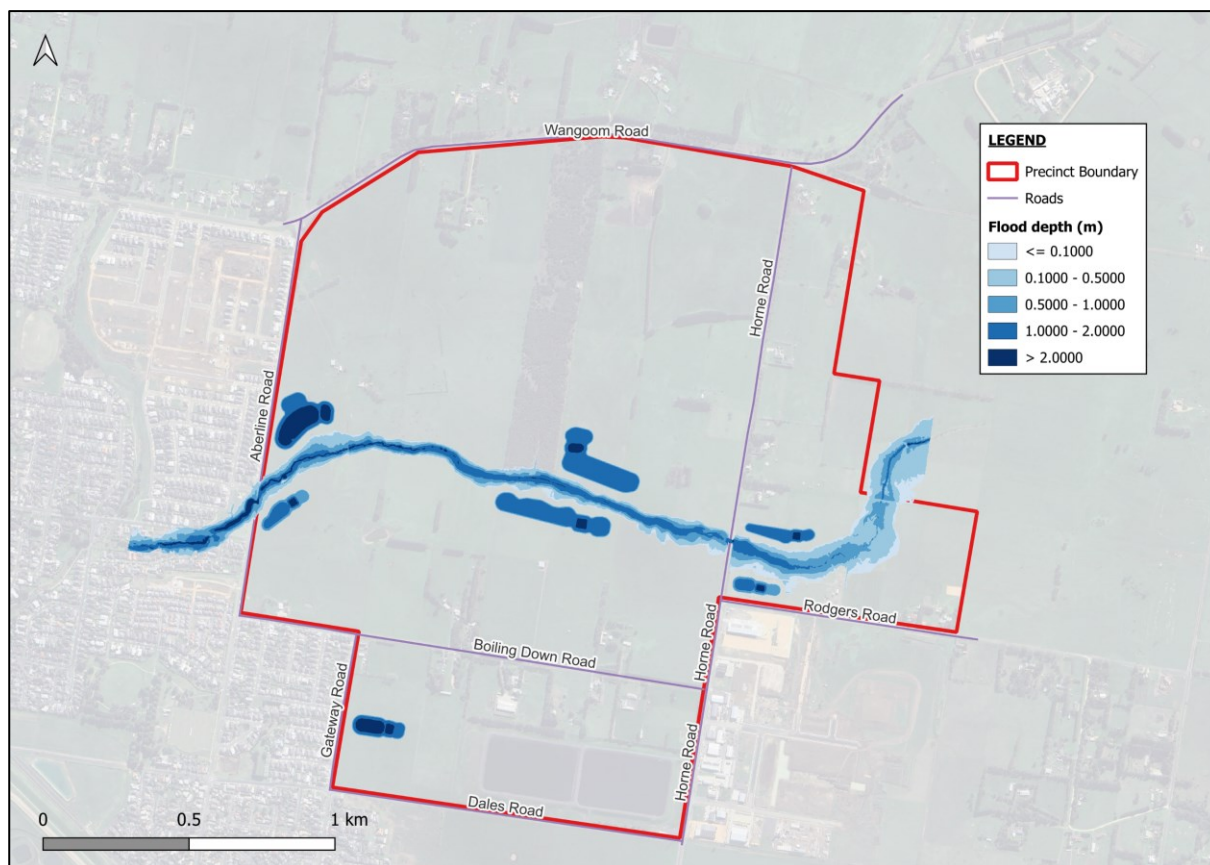 Wangoom Road
LEGEND
Precinct Boundary
Roads
Flood depth (m)
<= 0.1000
0.1000 - 0.5000
0.5000 - 1.0000
1.0000 - 2.0000
> 2.0000
Horne Road
Aberline Road
Rodgers Road
Horne Road
Boiling Down Road
Gateway Road
Horne Road
Dales Road
0 0.5 1 km